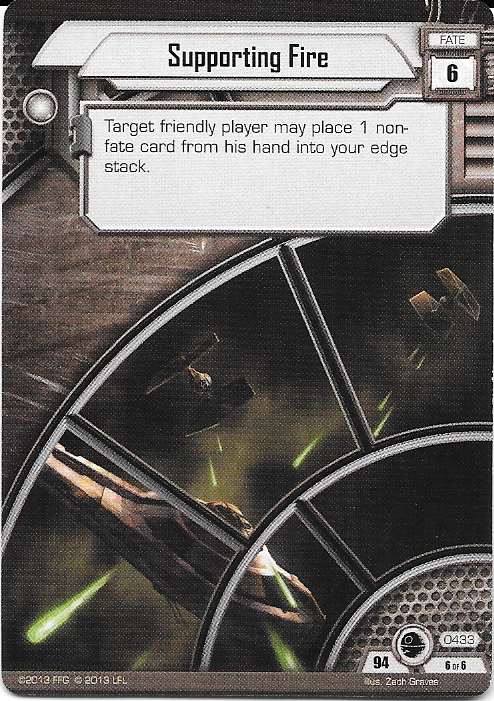 Supporting Fire
FATE
6
Target friendly player may place 1 non-
fate card from his hand into your edge
stack.
0433
94
6 OF 6
©2013 FFG © 2013 LFL
Illus. Zach Graves